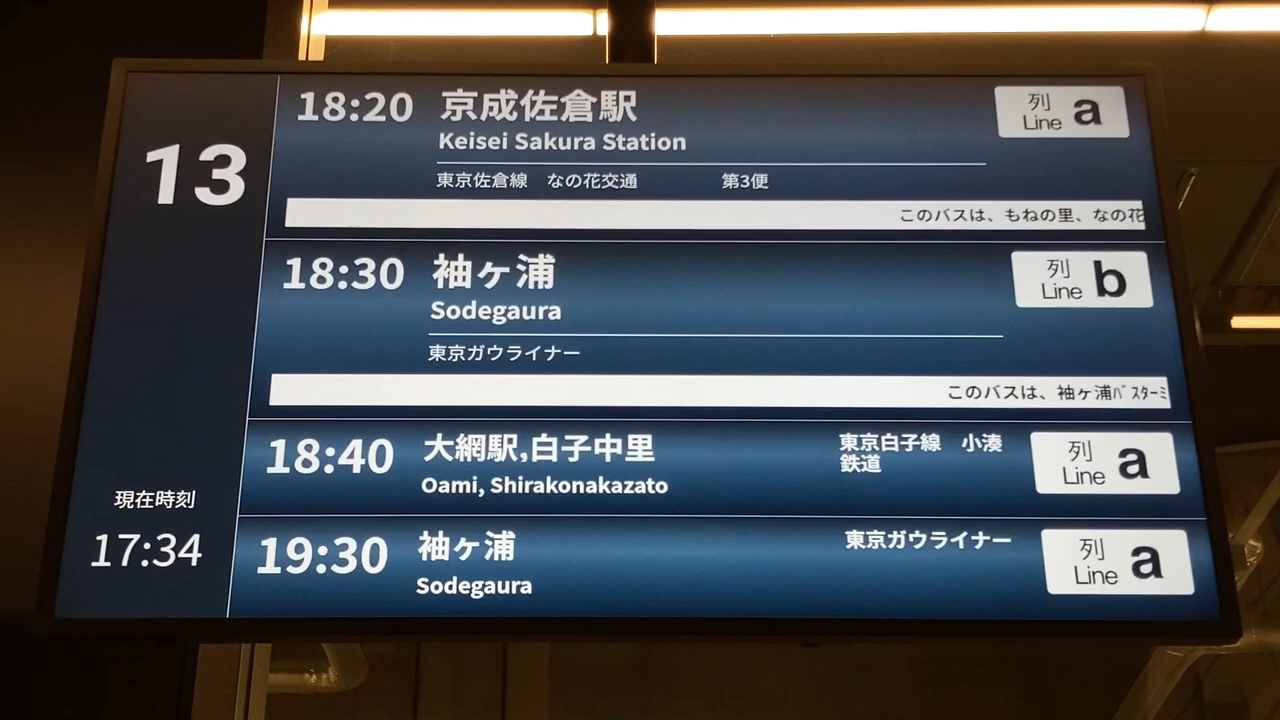 13
18:20 京成佐倉駅 列 Line a
Keisei Sakura Station
東京佐倉線 なの花交通 第3便
このバスは、もねの里、なの花
18:30 袖ヶ浦 列 Line b
Sodegaura
東京ガウライナー
このバスは、袖ヶ浦ﾊﾞｽﾀｰﾐ
18:40 大網駅,白子中里 東京白子線 小湊 列 Line a
鉄道
Oami, Shirakonakazato
現在時刻
17:34
19:30 袖ヶ浦 東京ガウライナー 列 Line a
Sodegaura